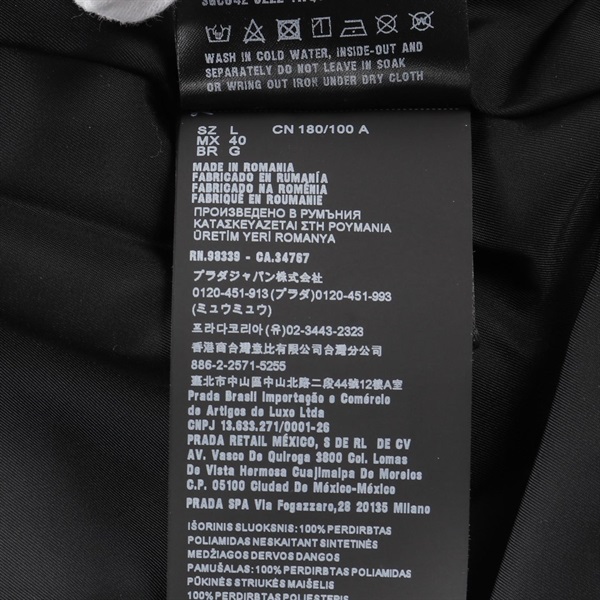 WASH IN COLD WATER, INSIDE-OUT AND
SEPARATELY DO NOT LEAVE IN SOAK
OR WRING OUT IRON UNDER DRY CLOTH
SZ L CN 180/100 A
MX 40
BR G
MADE IN ROMANIA
FABRICADO EN RUMANÍA
FABRICADO NA ROMÉNIA
FABRIQUÉ EN ROUMANIE
ПРОИЗВЕДЕНО В РУМЪНИЯ
ΚΑΤΑΣΚΕΥΑΖΕΤΑΙ ΣΤΗ ΡΟΥΜΑΝΙΑ
ÜRETİM YERİ ROMANYA
RN.98339 - CA.34767
プラダジャパン株式会社
0120-451-913(プラダ)0120-451-993
(ミュウミュウ)
프라다코리아(유)02-3443-2323
香港商台灣普比有限公司台灣分公司
886-2-2571-5255
臺北市中山區中山北路二段44號12樓A室
Prada Brasil Importação e Comércio
de Artigos de Luxo Ltda
CNPJ 13.633.271/0001-26
PRADA RETAIL MÉXICO, S DE RL DE CV
AV. Vasco De Quiroga 3800 Col. Lomas
De Vista Hermosa Cuajimalpa De Morelos
C.P. 05100 Ciudad De México-México
PRADA SPA Via Fogazzaro,28 20135 Milano
IŠORINIS SLUOKSNIS: 100% PERDIRBTAS
POLIAMIDAS NESKAITANT SINTETINĖS
MEDŽIAGOS DERVOS DANGOS
PAMUŠALAS: 100% PERDIRBTAS POLIAMIDAS
PŪKINĖS STRIUKĖS MAIŠELIS
100% PERDIRBTAS POLIESTERIS